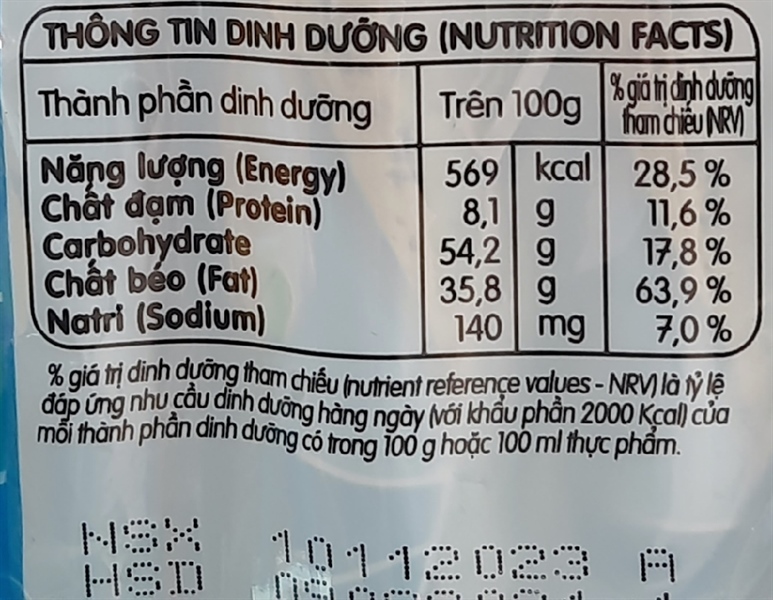 THÔNG TIN DINH DƯỠNG (NUTRITION FACTS)
Thành phần dinh dưỡng Trên 100g % giá trị dinh dưỡng tham chiếu (NRV)
Năng lượng (Energy) 569 kcal 28,5 %
Chất đạm (Protein) 8,1 g 11,6 %
Carbohydrate 54,2 g 17,8 %
Chất béo (Fat) 35,8 g 63,9 %
Natri (Sodium) 140 mg 7,0 %
% giá trị dinh dưỡng tham chiếu (nutrient reference values - NRV) là tỷ lệ
đáp ứng nhu cầu dinh dưỡng hàng ngày (với khẩu phần 2000 Kcal) của
mỗi thành phần dinh dưỡng có trong 100 g hoặc 100 ml thực phẩm.
NSX 10112023 A
HSD